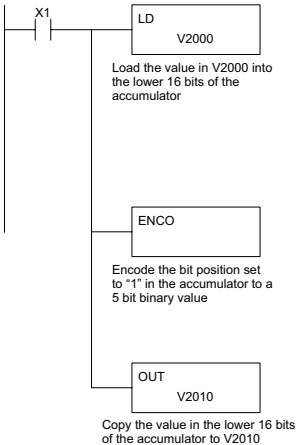 X1
LD
V2000
Load the value in V2000 into
the lower 16 bits of the
accumulator
ENCO
Encode the bit position set
to “1” in the accumulator to a
5 bit binary value
OUT
V2010
Copy the value in the lower 16 bits
of the accumulator to V2010